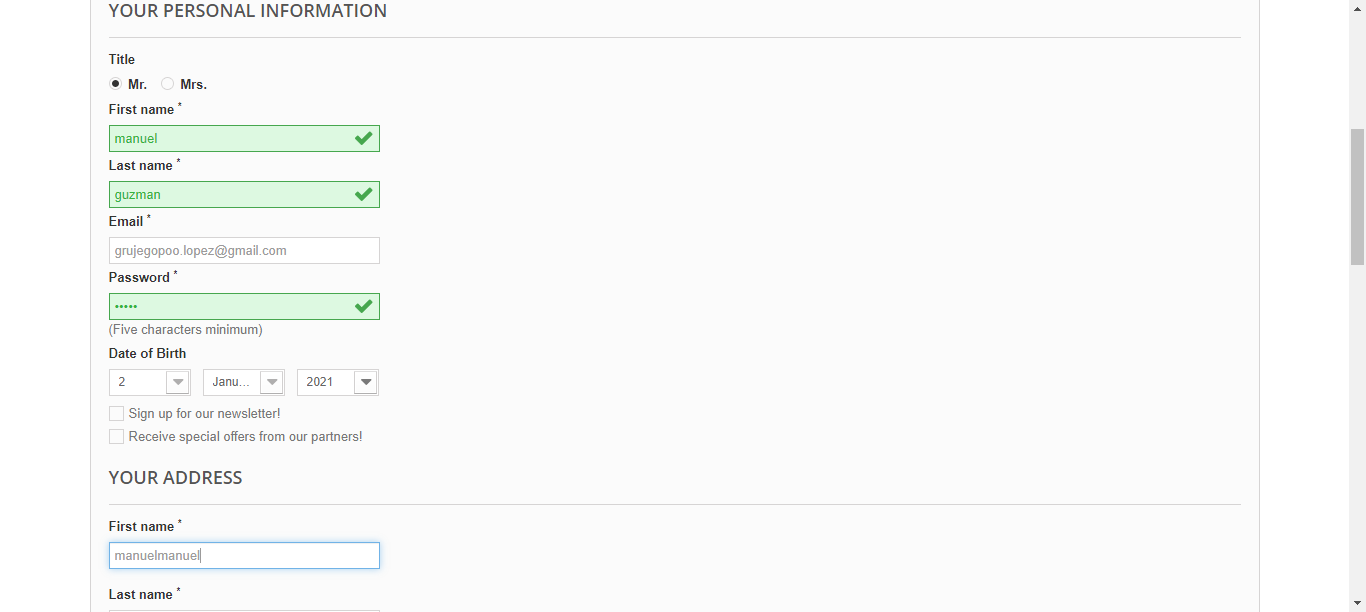 YOUR PERSONAL INFORMATION
Title
Mr. Mrs.
First name *
manuel
Last name *
guzman
Email *
grujegopoo.lopez@gmail.com
Password *
•••••
(Five characters minimum)
Date of Birth
2 Janu... 2021
Sign up for our newsletter!
Receive special offers from our partners!
YOUR ADDRESS
First name *
manuelmanuel
Last name *